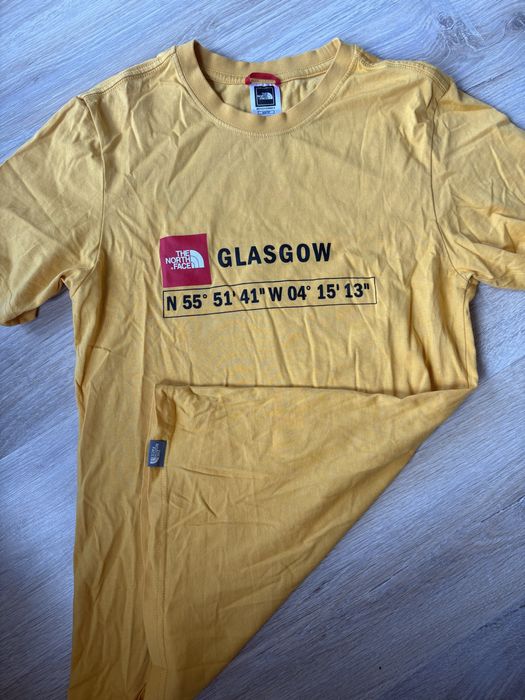 THE
NORTH
FACE
GLASGOW
N 55° 51' 41" W 04° 15' 13"